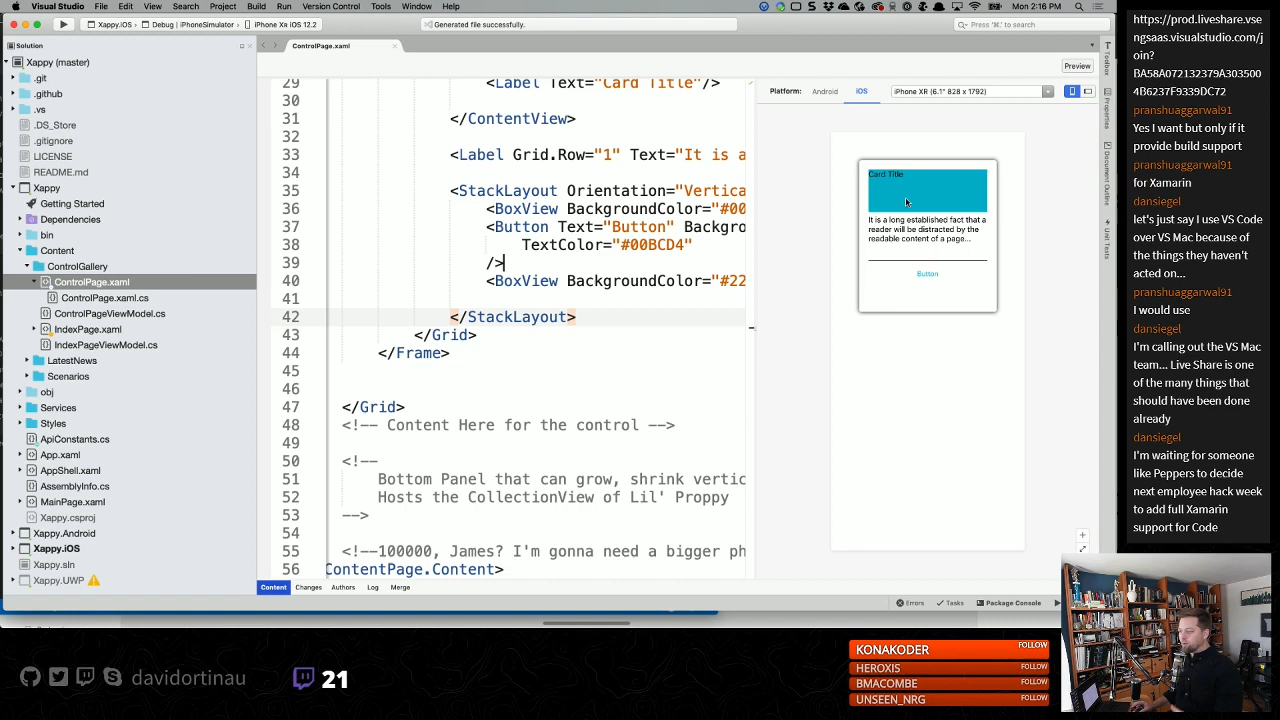 Visual Studio File Edit View Search Project Build Run Version Control Tools Window Help
Mon 2:16 PM
Xappy.iOS Debug | iPhoneSimulator iPhone Xʀ iOS 12.2
Generated file successfully.
Press '⌘.' to search
Solution
ControlPage.xaml
Preview
Xappy (master)
.git
.github
.vs
.DS_Store
.gitignore
LICENSE
README.md
Xappy
Getting Started
Dependencies
bin
Content
ControlGallery
ControlPage.xaml
ControlPage.xaml.cs
ControlPageViewModel.cs
IndexPage.xaml
IndexPageViewModel.cs
LatestNews
Scenarios
obj
Services
Styles
ApiConstants.cs
App.xaml
AppShell.xaml
AssemblyInfo.cs
MainPage.xaml
Xappy.csproj
Xappy.Android
Xappy.iOS
Xappy.sln
Xappy.UWP
29 <Label Text="Card Title"/>
30
31 </ContentView>
32
33 <Label Grid.Row="1" Text="It is a
34
35 <StackLayout Orientation="Vertica
36 <BoxView BackgroundColor="#00
37 <Button Text="Button" Backgro
38 TextColor="#00BCD4"
39 />
40 <BoxView BackgroundColor="#22
41
42 </StackLayout>
43 </Grid>
44 </Frame>
45
46
47 </Grid>
48 <!-- Content Here for the control -->
49
50 <!--
51 Bottom Panel that can grow, shrink vertic
52 Hosts the CollectionView of Lil' Proppy
53 -->
54
55 <!--100000, James? I'm gonna need a bigger ph
56 ContentPage.Content>
Content Changes Authors Log Merge
Platform: Android iOS iPhone XR (6.1" 828 x 1792)
Card Title
It is a long established fact that a
reader will be distracted by the
readable content of a page...
Button
Toolbox
Properties
Document Outline
Unit Tests
Errors Tasks Package Console
https://prod.liveshare.vse
ngsaas.visualstudio.com/j
oin?
BA58A072132379A303500
4B6237F9339DC72
pranshuaggarwal91
Yes I want but only if it
provide build support
pranshuaggarwal91
for Xamarin
dansiegel
let's just say I use VS Code
over VS Mac because of
the things they haven't
acted on...
pranshuaggarwal91
I would use
dansiegel
I'm calling out the VS Mac
team... Live Share is one
of the many things that
should have been done
already
dansiegel
I'm waiting for someone
like Peppers to decide
next employee hack week
to add full Xamarin
support for Code
davidortinau
21
KONAKODER FOLLOW
HEROXIS FOLLOW
BMACOMBE FOLLOW
UNSEEN_NRG FOLLOW